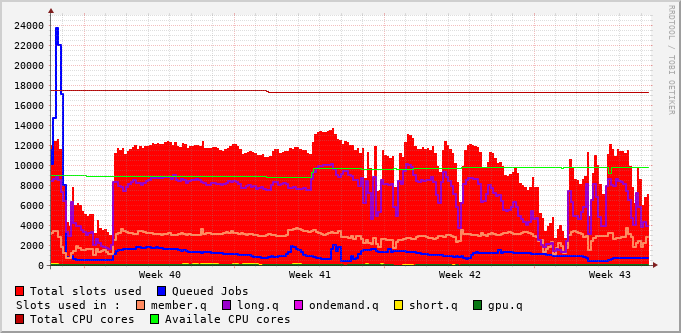 RRDTOOL / TOBI OETIKER
24000
22000
20000
18000
16000
14000
12000
10000
8000
6000
4000
2000
0
Week 40 Week 41 Week 42 Week 43
Total slots used Queued Jobs
Slots used in : member.q long.q ondemand.q short.q gpu.q
Total CPU cores Availale CPU cores